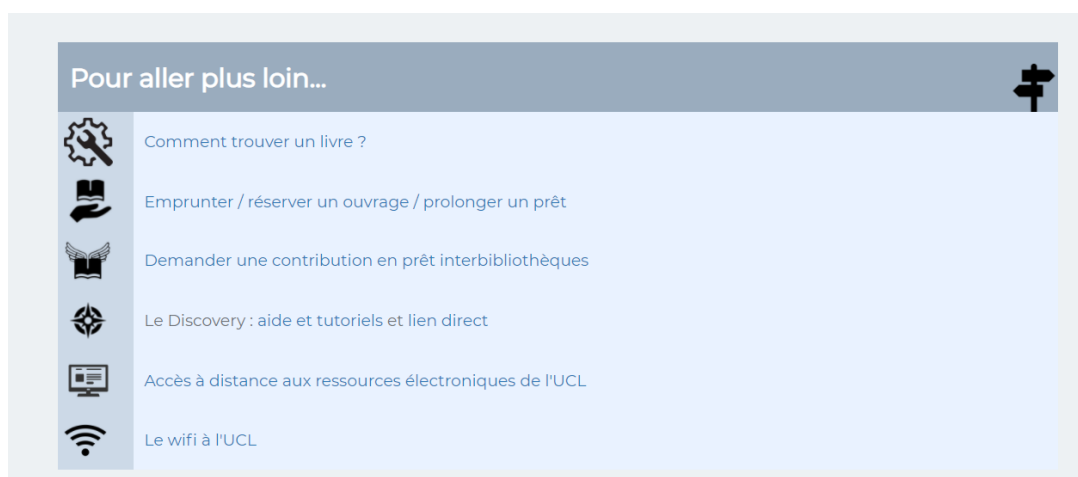 Pour aller plus loin...
Comment trouver un livre ?
Emprunter / réserver un ouvrage / prolonger un prêt
Demander une contribution en prêt interbibliothèques
Le Discovery : aide et tutoriels et lien direct
Accès à distance aux ressources électroniques de l'UCL
Le wifi à l'UCL